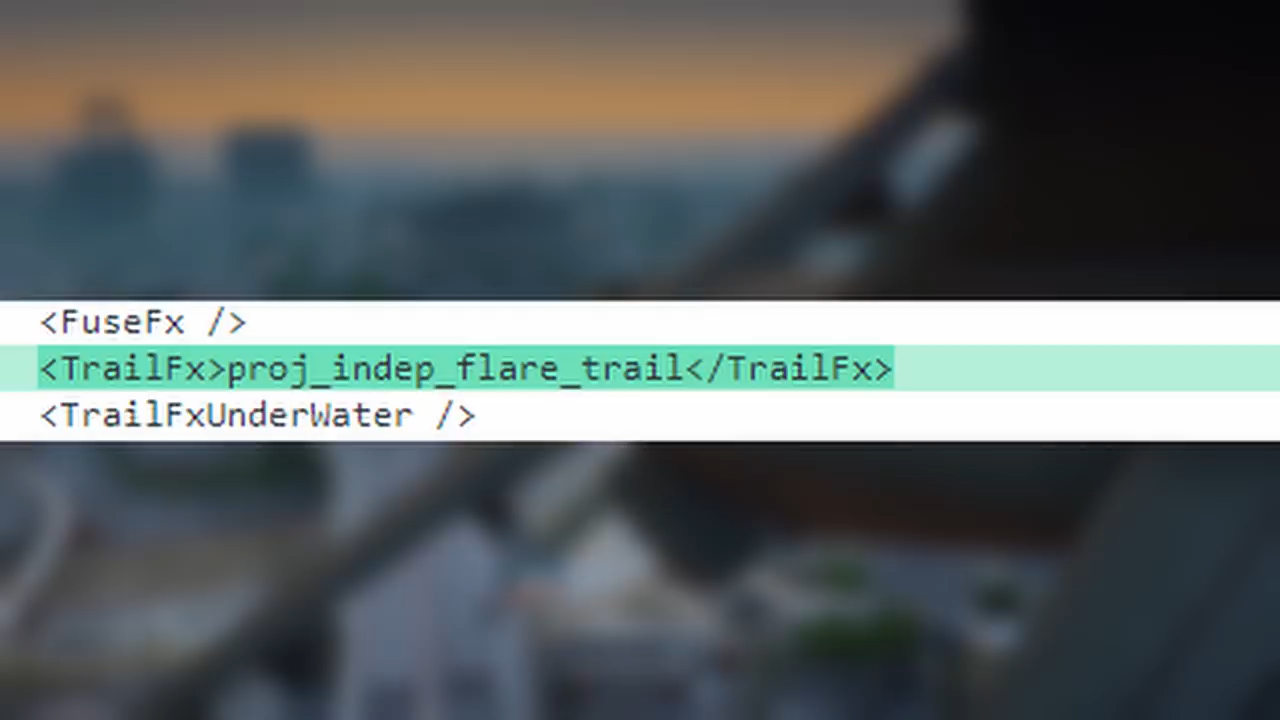 <FuseFx />
<TrailFx>proj_indep_flare_trail</TrailFx>
<TrailFxUnderWater />